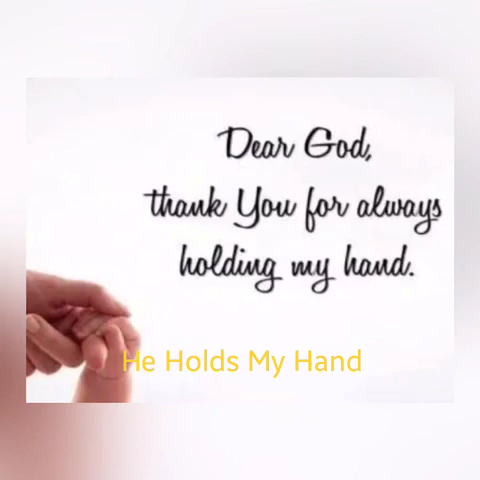 Dear God,
thank You for always
holding my hand.
He Holds My Hand